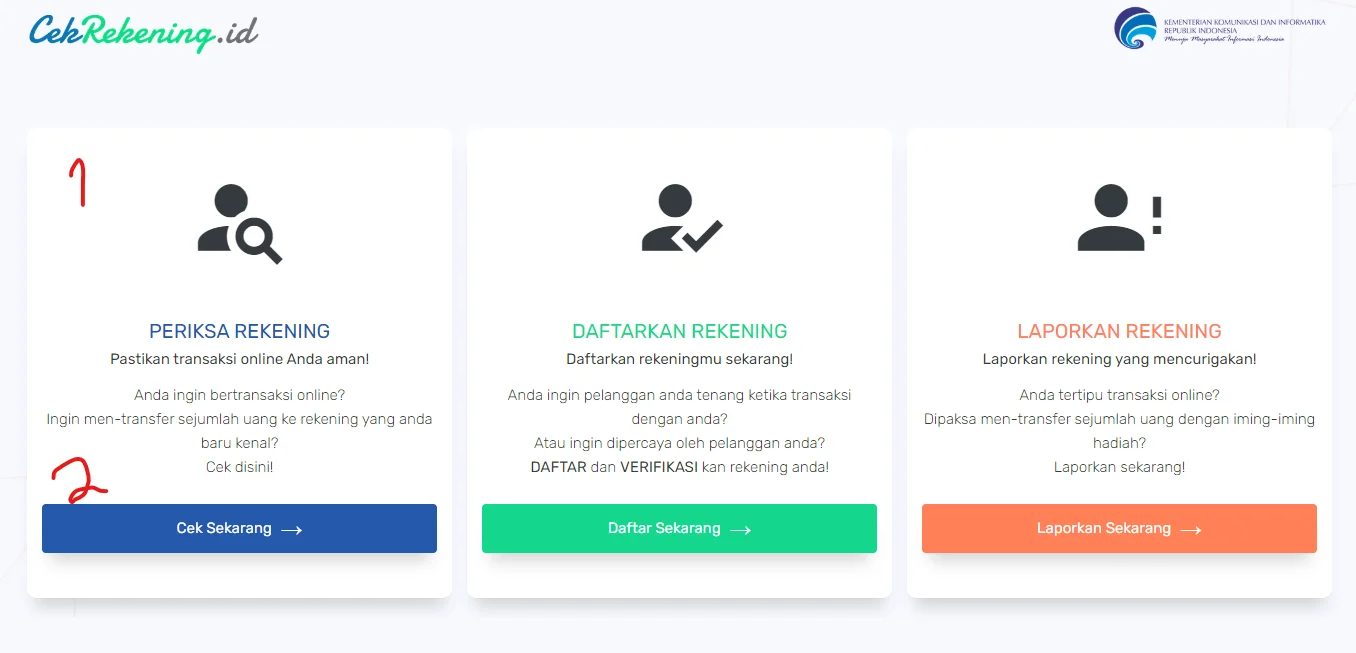 CekRekening.id
KEMENTERIAN KOMUNIKASI DAN INFORMATIKA
REPUBLIK INDONESIA
Menuju Masyarakat Informasi Indonesia
1
PERIKSA REKENING
Pastikan transaksi online Anda aman!
Anda ingin bertransaksi online?
Ingin men-transfer sejumlah uang ke rekening yang anda
baru kenal?
Cek disini!
2
Cek Sekarang →
DAFTARKAN REKENING
Daftarkan rekeningmu sekarang!
Anda ingin pelanggan anda tenang ketika transaksi
dengan anda?
Atau ingin dipercaya oleh pelanggan anda?
DAFTAR dan VERIFIKASI kan rekening anda!
Daftar Sekarang →
LAPORKAN REKENING
Laporkan rekening yang mencurigakan!
Anda tertipu transaksi online?
Dipaksa men-transfer sejumlah uang dengan iming-iming
hadiah?
Laporkan sekarang!
Laporkan Sekarang →